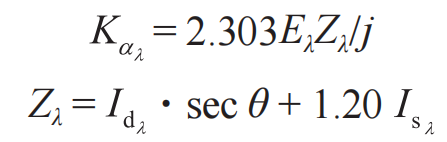 K_{α_λ} = 2.303E_λZ_λ/j
Z_λ = I_{d_λ} · sec θ + 1.20 I_{s_λ}